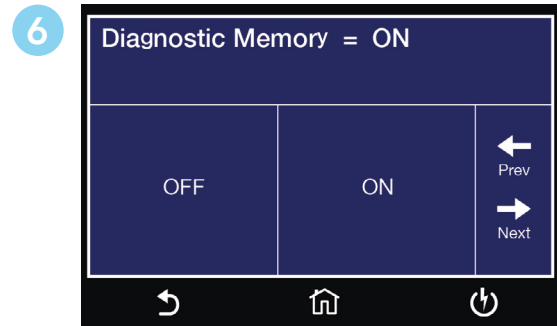 6
Diagnostic Memory = ON
OFF
ON
Prev
Next